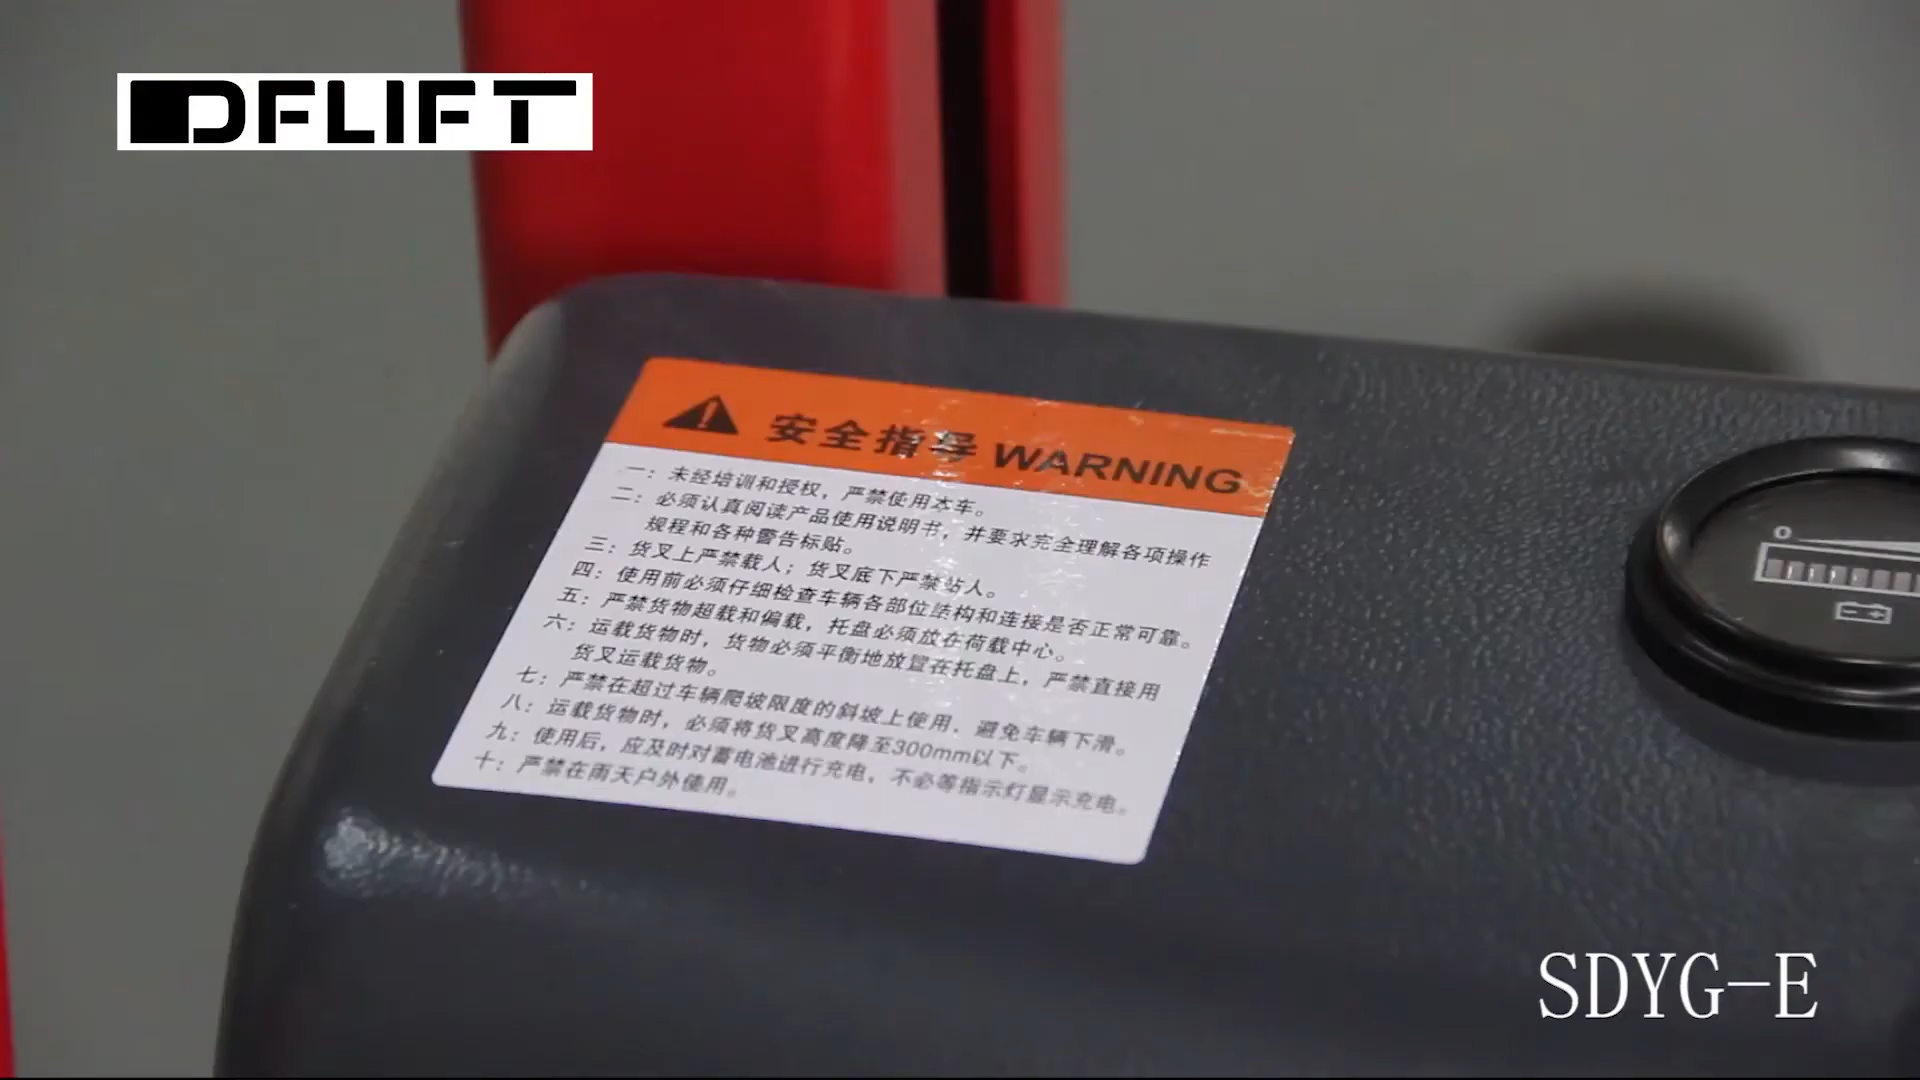 DFLIFT
安全指导 WARNING
一：未经培训和授权，严禁使用本车。
二：必须认真阅读产品使用说明书，并要求完全理解各项操作
规程和各种警告标贴。
三：货叉上严禁载人；货叉底下严禁站人。
四：使用前必须仔细检查车辆各部位结构和连接是否正常可靠。
五：严禁货物超载和偏载，托盘必须放在荷载中心。
六：运载货物时，货物必须平衡地放置在托盘上，严禁直接用
货叉运载货物。
七：严禁在超过车辆爬坡限度的斜坡上使用，避免车辆下滑。
八：运载货物时，必须将货叉高度降至300mm以下。
九：使用后，应及时对蓄电池进行充电，不必等指示灯显示充电。
十：严禁在雨天户外使用。
0
SDYG-E